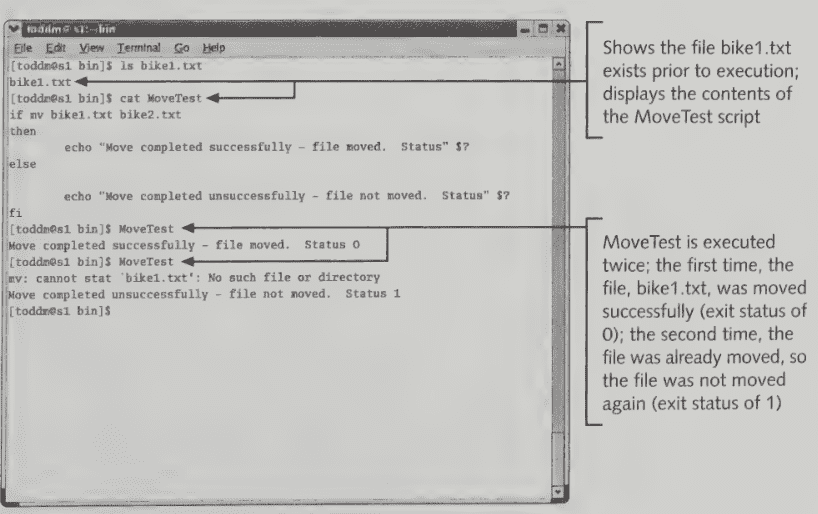 toddm@s1:~bin
File Edit View Terminal Go Help
[toddm@s1 bin]$ ls bike1.txt
bike1.txt
[toddm@s1 bin]$ cat MoveTest
if mv bike1.txt bike2.txt
then
echo "Move completed successfully - file moved. Status" $?
else
echo "Move completed unsuccessfully - file not moved. Status" $?
fi
[toddm@s1 bin]$ MoveTest
Move completed successfully - file moved. Status 0
[toddm@s1 bin]$ MoveTest
mv: cannot stat `bike1.txt': No such file or directory
Move completed unsuccessfully - file not moved. Status 1
[toddm@s1 bin]$
Shows the file bike1.txt
exists prior to execution;
displays the contents of
the MoveTest script
MoveTest is executed
twice; the first time, the
file, bike1.txt, was moved
successfully (exit status of
0); the second time, the
file was already moved, so
the file was not moved
again (exit status of 1)